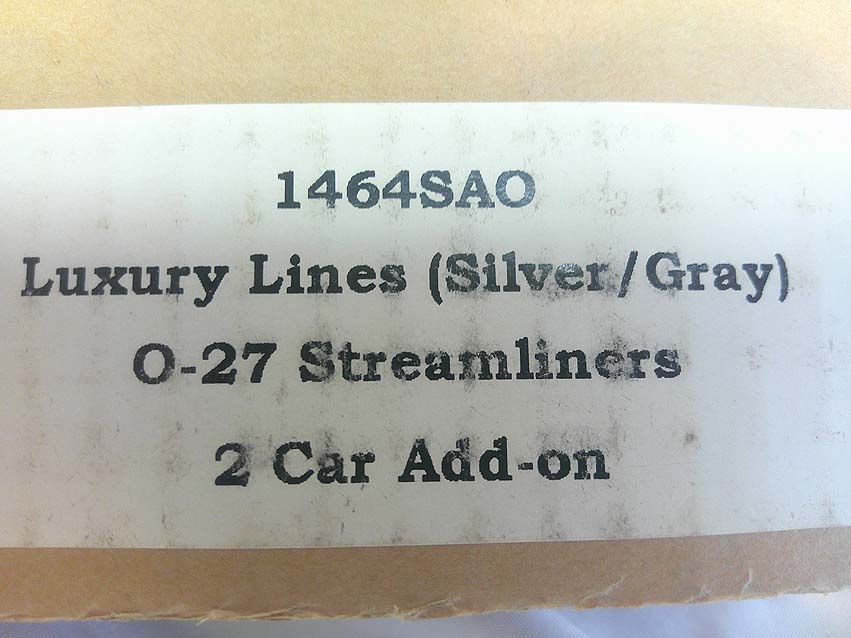 1464SAO
Luxury Lines (Silver/Gray)
O-27 Streamliners
2 Car Add-on